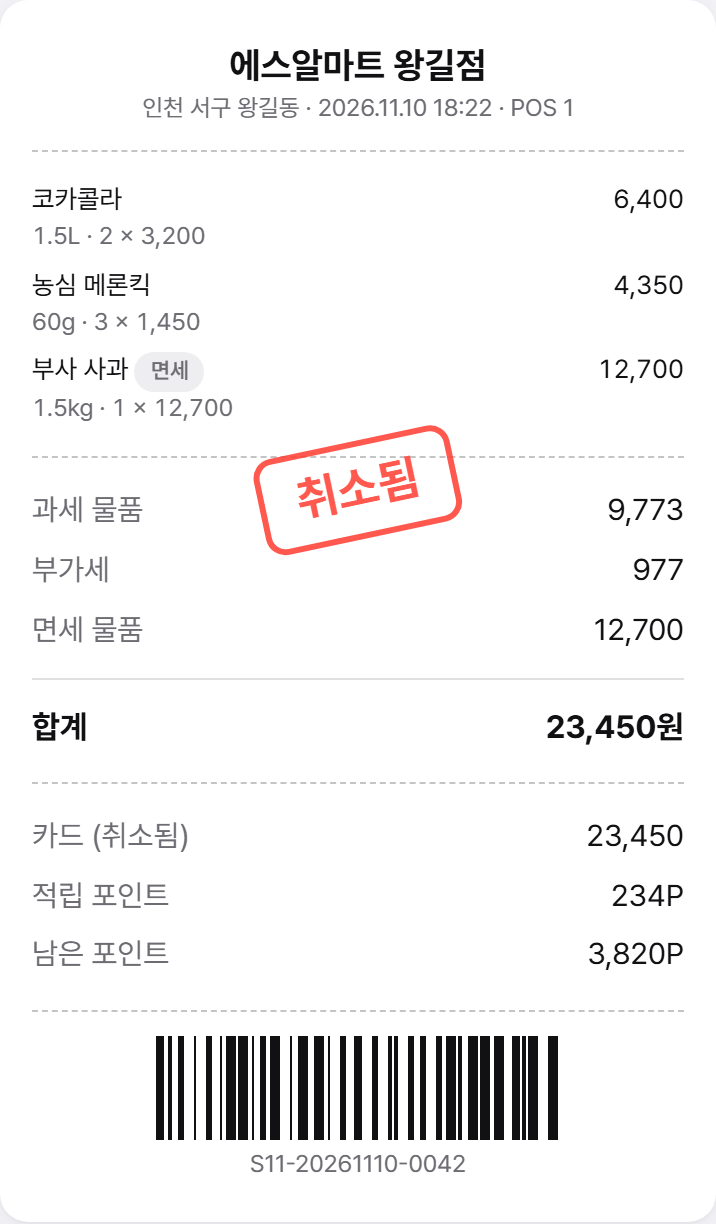 에스알마트 왕길점
인천 서구 왕길동 · 2026.11.10 18:22 · POS 1
코카콜라 6,400
1.5L · 2 × 3,200
농심 메론킥 4,350
60g · 3 × 1,450
부사 사과 면세 12,700
1.5kg · 1 × 12,700
취소됨
과세 물품 9,773
부가세 977
면세 물품 12,700
합계 23,450원
카드 (취소됨) 23,450
적립 포인트 234P
남은 포인트 3,820P
S11-20261110-0042